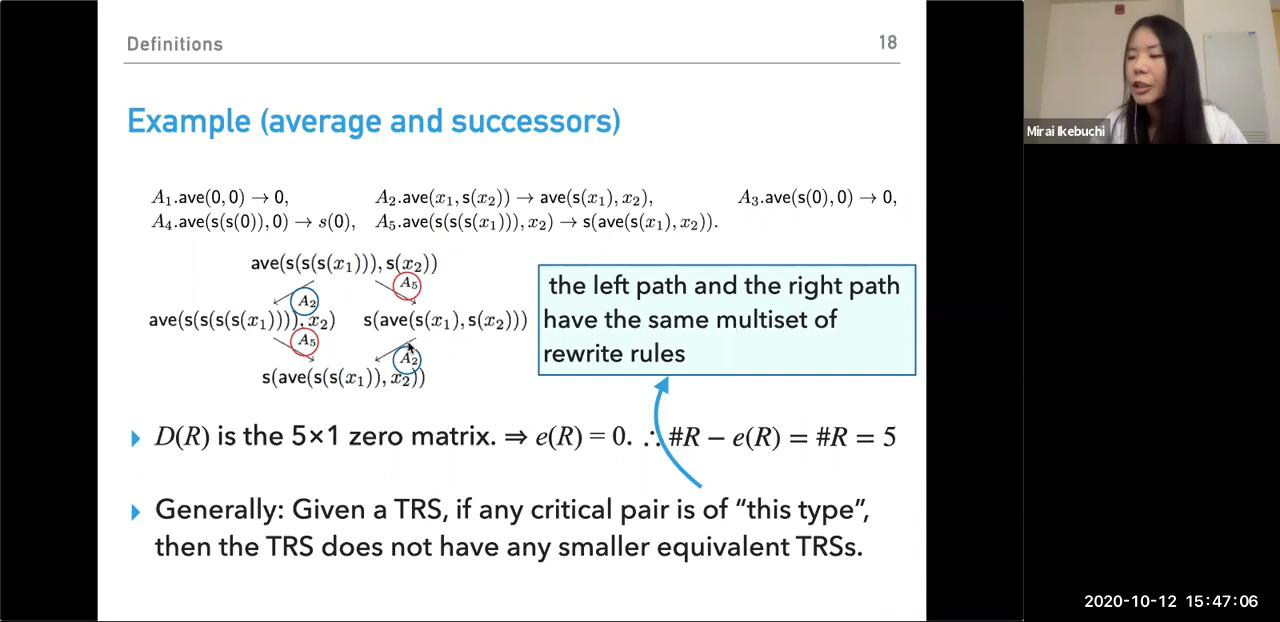 Definitions 18
Example (average and successors)
A₁.ave(0, 0) → 0, A₂.ave(x₁, s(x₂)) → ave(s(x₁), x₂), A₃.ave(s(0), 0) → 0,
A₄.ave(s(s(0)), 0) → s(0), A₅.ave(s(s(s(x₁))), x₂) → s(ave(s(x₁), x₂)).
ave(s(s(s(x₁))), s(x₂))
A₂ A₅
ave(s(s(s(s(x₁)))), x₂) s(ave(s(x₁), s(x₂)))
A₅ A₂
s(ave(s(s(x₁)), x₂))
the left path and the right path
have the same multiset of
rewrite rules
D(R) is the 5×1 zero matrix. ⇒ e(R) = 0. ∴ #R − e(R) = #R = 5
Generally: Given a TRS, if any critical pair is of “this type”,
then the TRS does not have any smaller equivalent TRSs.
Mirai Ikebuchi
2020-10-12 15:47:06